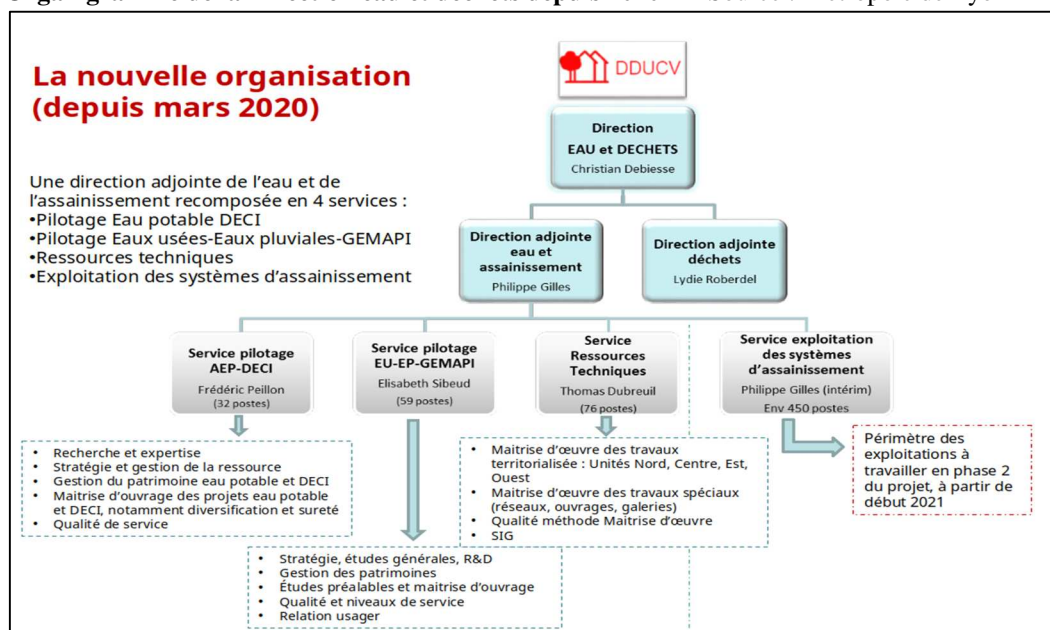 La nouvelle organisation
(depuis mars 2020)
DDUCV
Direction
EAU et DECHETS
Christian Debiesse
Une direction adjointe de l'eau et de
l'assainissement recomposée en 4 services :
•Pilotage Eau potable DECI
•Pilotage Eaux usées-Eaux pluviales-GEMAPI
•Ressources techniques
•Exploitation des systèmes d'assainissement
Direction adjointe
eau et
assainissement
Philippe Gilles
Direction adjointe
déchets
Lydie Roberdel
Service pilotage
AEP-DECI
Frédéric Peillon
(32 postes)
Service pilotage
EU-EP-GEMAPI
Elisabeth Sibeud
(59 postes)
Service
Ressources
Techniques
Thomas Dubreuil
(76 postes)
Service exploitation
des systèmes
d'assainissement
Philippe Gilles (intérim)
Env 450 postes
• Recherche et expertise
• Stratégie et gestion de la ressource
• Gestion du patrimoine eau potable et DECI
• Maitrise d'ouvrage des projets eau potable
et DECI, notamment diversification et sureté
• Qualité de service
• Stratégie, études générales, R&D
• Gestion des patrimoines
• Études préalables et maitrise d'ouvrage
• Qualité et niveaux de service
• Relation usager
• Maitrise d'œuvre des travaux
territorialisée : Unités Nord, Centre, Est,
Ouest
• Maitrise d'œuvre des travaux spéciaux
(réseaux, ouvrages, galeries)
• Qualité méthode Maitrise d'œuvre
• SIG
Périmètre des
exploitations à
travailler en phase 2
du projet, à partir de
début 2021